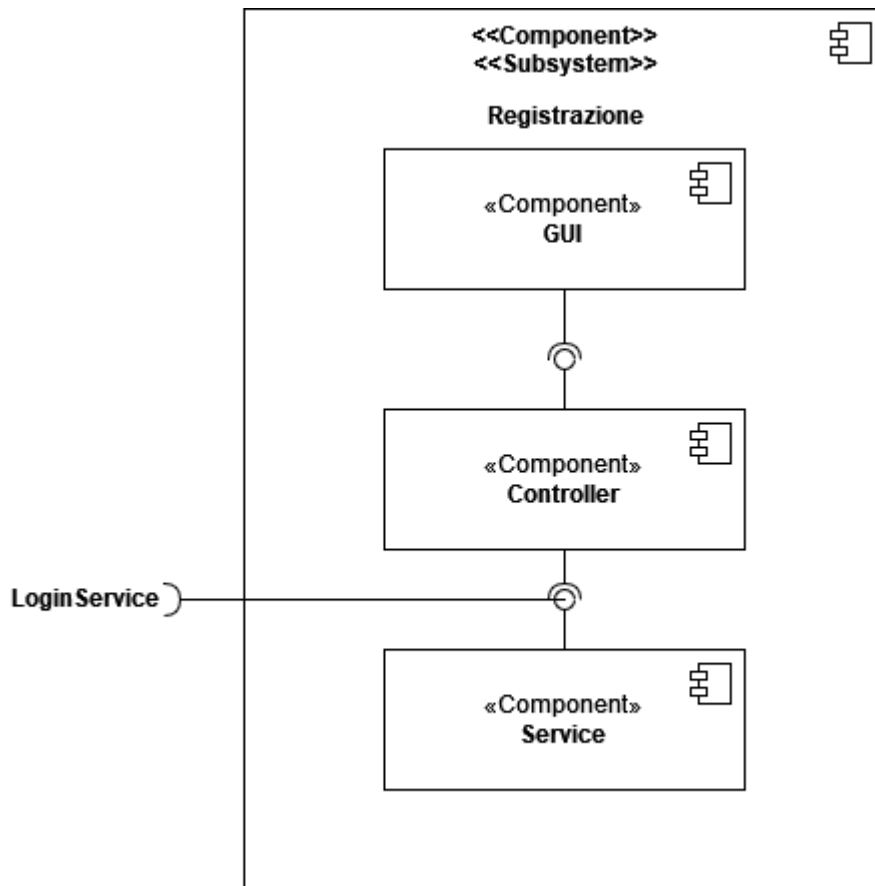 <<Component>>
<<Subsystem>>
Registrazione
«Component»
GUI
«Component»
Controller
LoginService
«Component»
Service